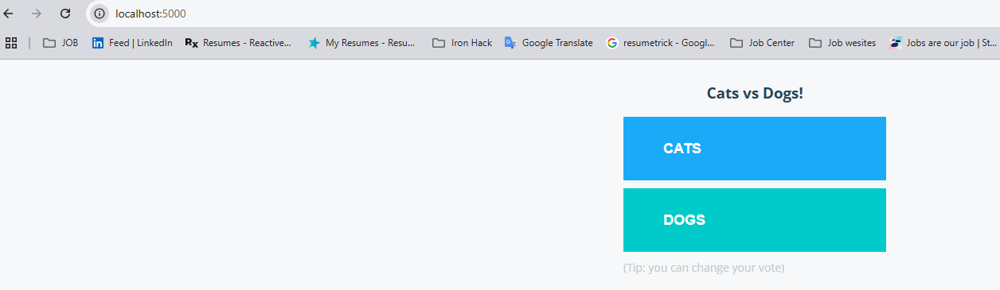 localhost:5000
JOB Feed | LinkedIn Resumes - Reactive... My Resumes - Resu... Iron Hack Google Translate resumetrick - Googl... Job Center Job wesites Jobs are our job | St...
Cats vs Dogs!
CATS
DOGS
(Tip: you can change your vote)